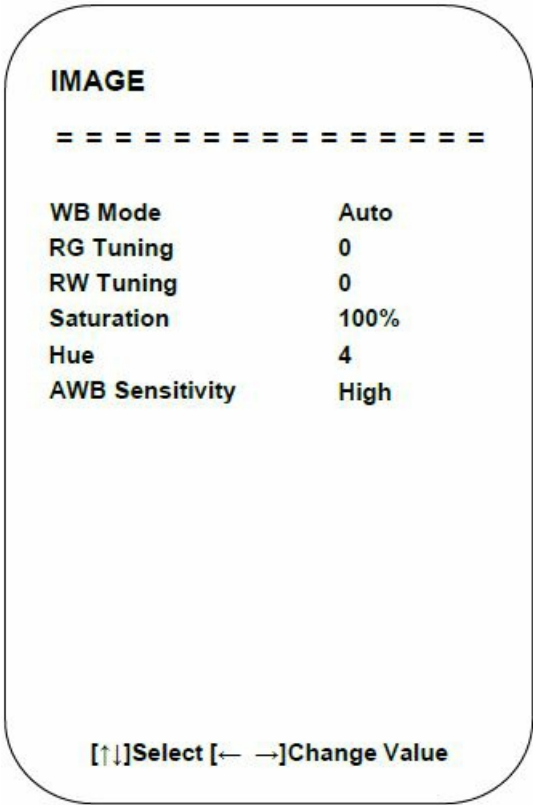 IMAGE
= = = = = = = = = = = = = = =
WB Mode Auto
RG Tuning 0
RW Tuning 0
Saturation 100%
Hue 4
AWB Sensitivity High
[↑↓]Select [← →]Change Value